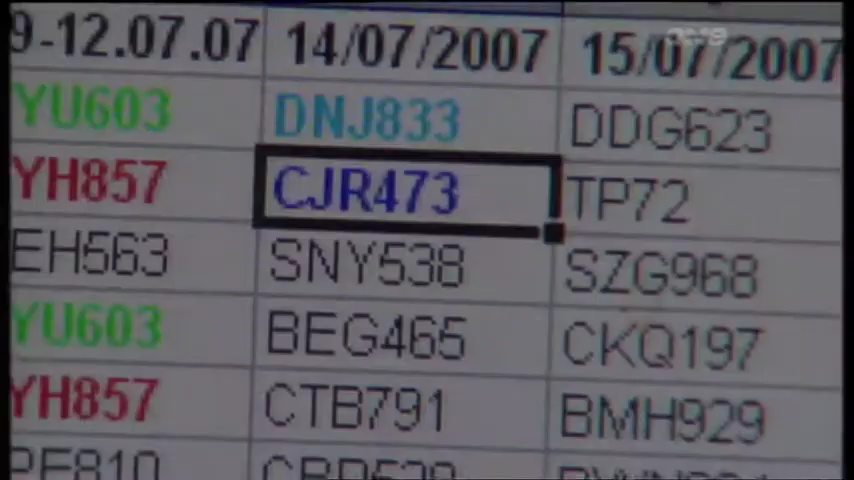 9-12.07.07 14/07/2007 15/07/2007
YU603 DNJ833 DDG623
YH857 CJR473 TP72
EH563 SNY538 SZG968
YU603 BEG465 CKQ197
YH857 CTB791 BMH929